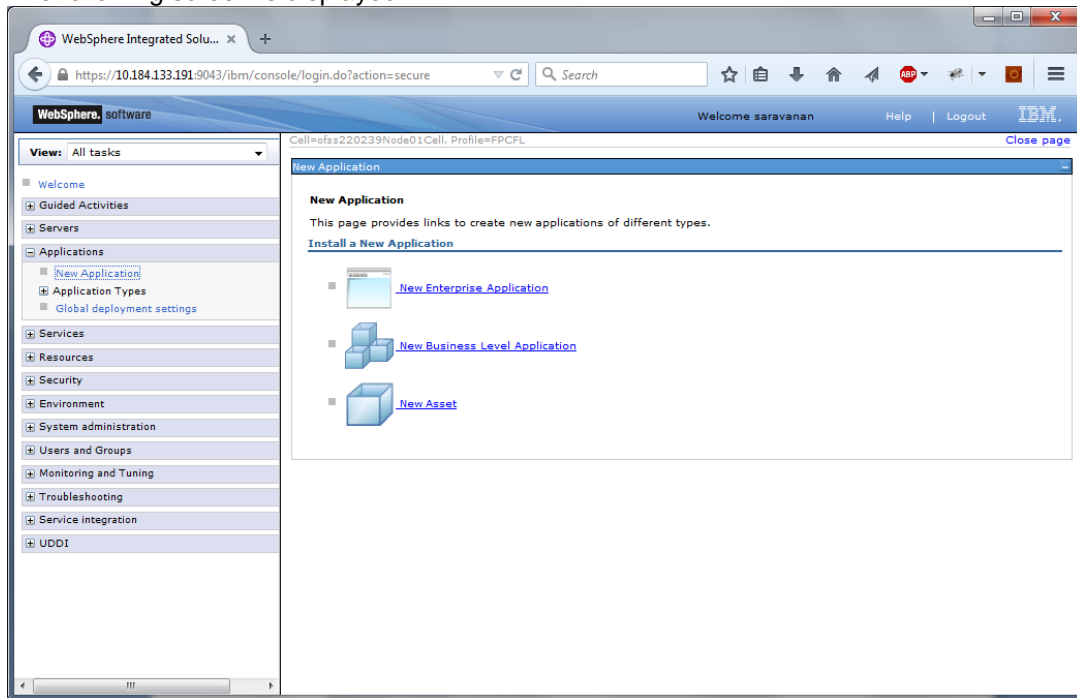 WebSphere Integrated Solu...
https://10.184.133.191:9043/ibm/console/login.do?action=secure
Search
ABP
WebSphere. software
Welcome saravanan
Help | Logout
IBM.
View: All tasks
Cell=ofss220239Node01Cell, Profile=FPCFL
Close page
Welcome
Guided Activities
Servers
Applications
New Application
Application Types
Global deployment settings
Services
Resources
Security
Environment
System administration
Users and Groups
Monitoring and Tuning
Troubleshooting
Service integration
UDDI
New Application
New Application
This page provides links to create new applications of different types.
Install a New Application
New Enterprise Application
New Business Level Application
New Asset